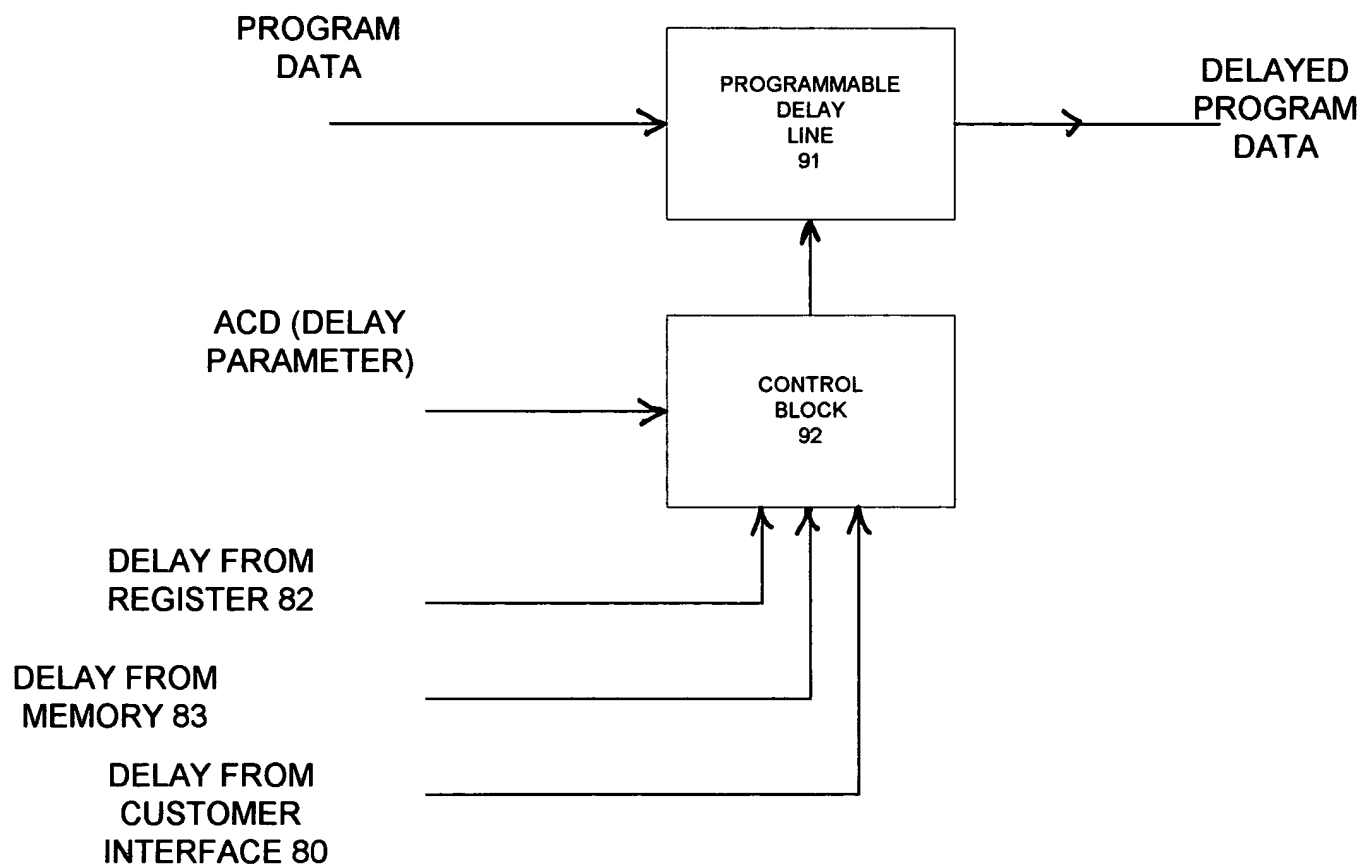 PROGRAM
DATA
PROGRAMMABLE
DELAY
LINE
91
DELAYED
PROGRAM
DATA
ACD (DELAY
PARAMETER)
CONTROL
BLOCK
92
DELAY FROM
REGISTER 82
DELAY FROM
MEMORY 83
DELAY FROM
CUSTOMER
INTERFACE 80